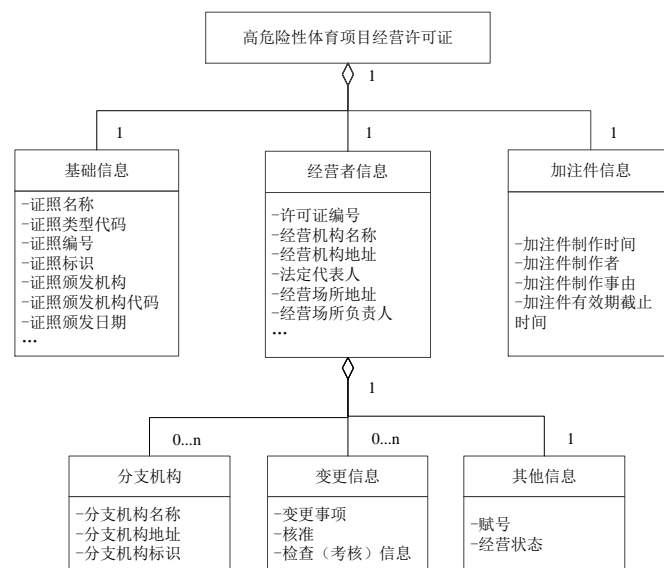 高危险性体育项目经营许可证
1
1
1
1
基础信息
-证照名称
-证照类型代码
-证照编号
-证照标识
-证照颁发机构
-证照颁发机构代码
-证照颁发日期
...
经营者信息
-许可证编号
-经营机构名称
-经营机构地址
-法定代表人
-经营场所地址
-经营场所负责人
...
加注件信息
-加注件制作时间
-加注件制作者
-加注件制作事由
-加注件有效期截止
时间
1
0...n
0...n
1
分支机构
-分支机构名称
-分支机构地址
-分支机构标识
变更信息
-变更事项
-核准
-检查（考核）信息
其他信息
-赋号
-经营状态